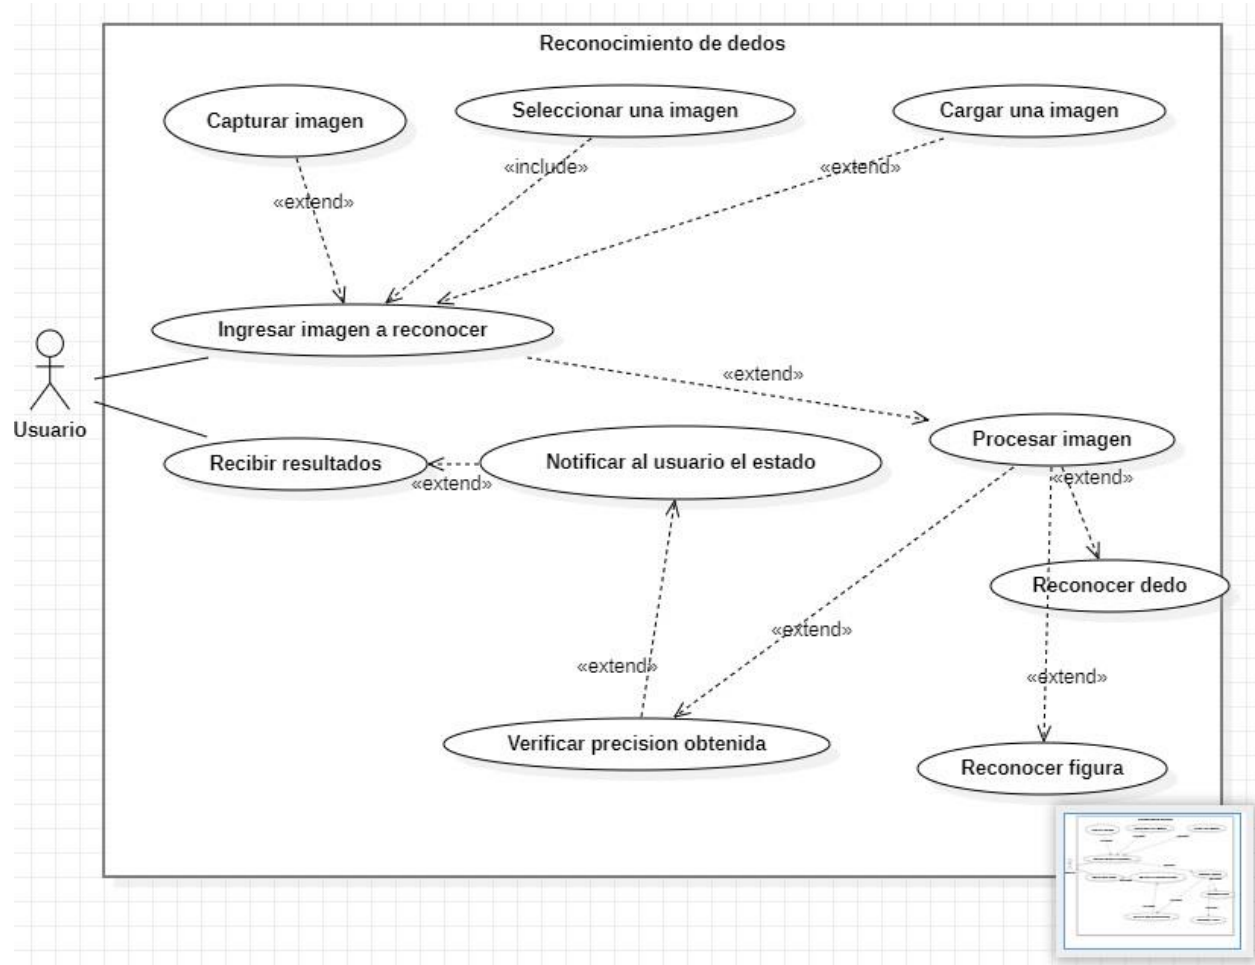 Reconocimiento de dedos
Capturar imagen
Seleccionar una imagen
Cargar una imagen
«extend»
«include»
«extend»
Ingresar imagen a reconocer
«extend»
Usuario
Recibir resultados
«extend»
Notificar al usuario el estado
Procesar imagen
«extend»
Reconocer dedo
«extend»
«extend»
«extend»
Verificar precision obtenida
Reconocer figura